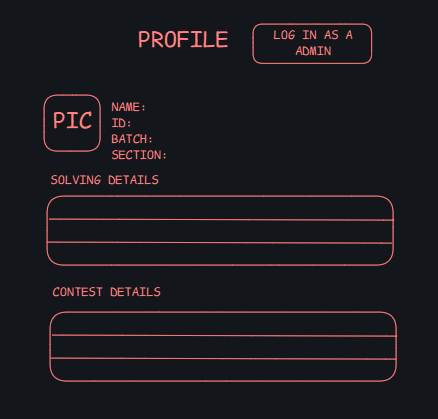 PROFILE
LOG IN AS A
ADMIN
PIC
NAME:
ID:
BATCH:
SECTION:
SOLVING DETAILS
CONTEST DETAILS